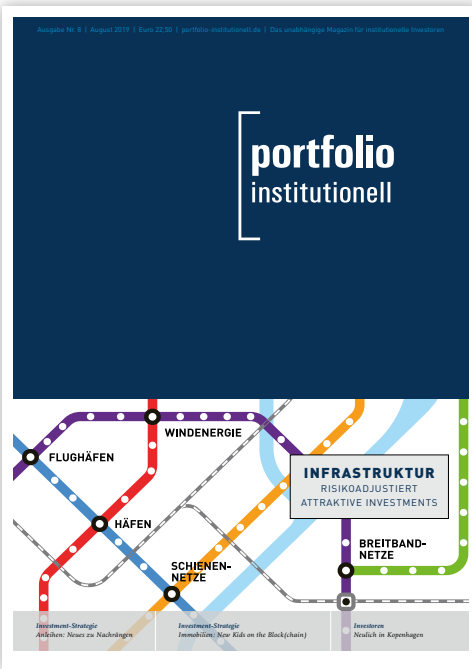 Ausgabe Nr. 8 | August 2019 | Euro 22,50 | portfolio-institutionell.de | Das unabhängige Magazin für institutionelle Investoren
portfolio
institutionell
WINDENERGIE
FLUGHÄFEN
INFRASTRUKTUR
RISIKOADJUSTIERT
ATTRAKTIVE INVESTMENTS
HÄFEN
BREITBAND-
NETZE
SCHIENEN-
NETZE
Investment-Strategie
Anleihen: Neues zu Nachrängen
Investment-Strategie
Immobilien: New Kids on the Block(chain)
Investoren
Neulich in Kopenhagen